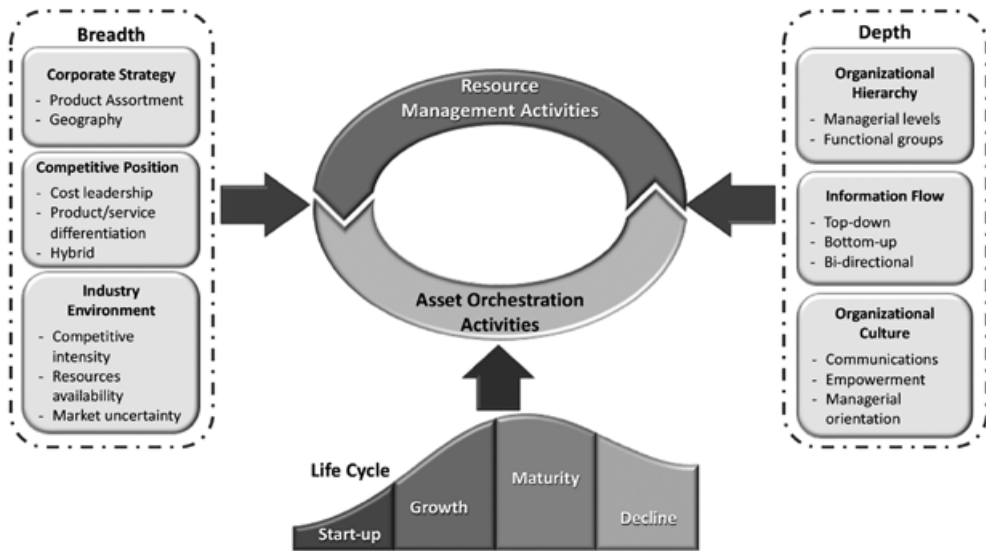 Breadth
Corporate Strategy
- Product Assortment
- Geography
Competitive Position
- Cost leadership
- Product/service
differentiation
- Hybrid
Industry
Environment
- Competitive
intensity
- Resources
availability
- Market uncertainty
Resource
Management Activities
Asset Orchestration
Activities
Life Cycle
Start-up
Growth
Maturity
Decline
Depth
Organizational
Hierarchy
- Managerial levels
- Functional groups
Information Flow
- Top-down
- Bottom-up
- Bi-directional
Organizational
Culture
- Communications
- Empowerment
- Managerial
orientation